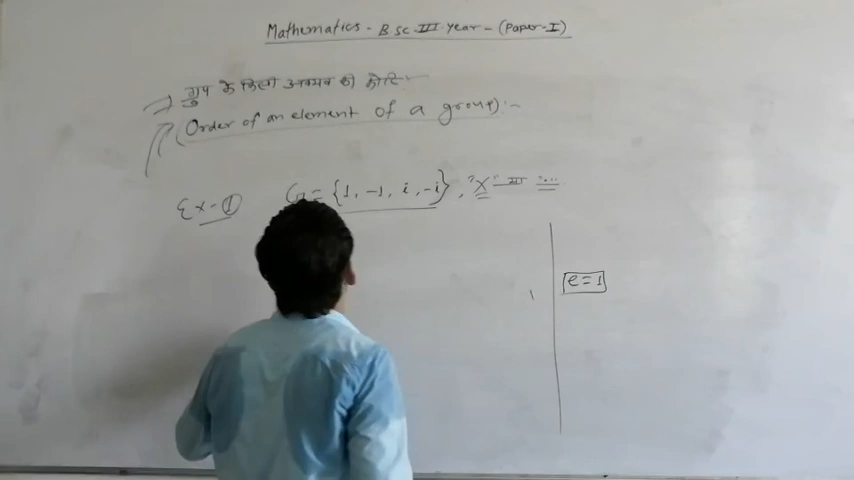 Mathematics - B.Sc. III Year - (Paper-I)
ग्रुप के किसी अवयव की कोटि:-
(Order of an element of a group):-
Ex-① G = {1, -1, i, -i}, "X"
e = 1